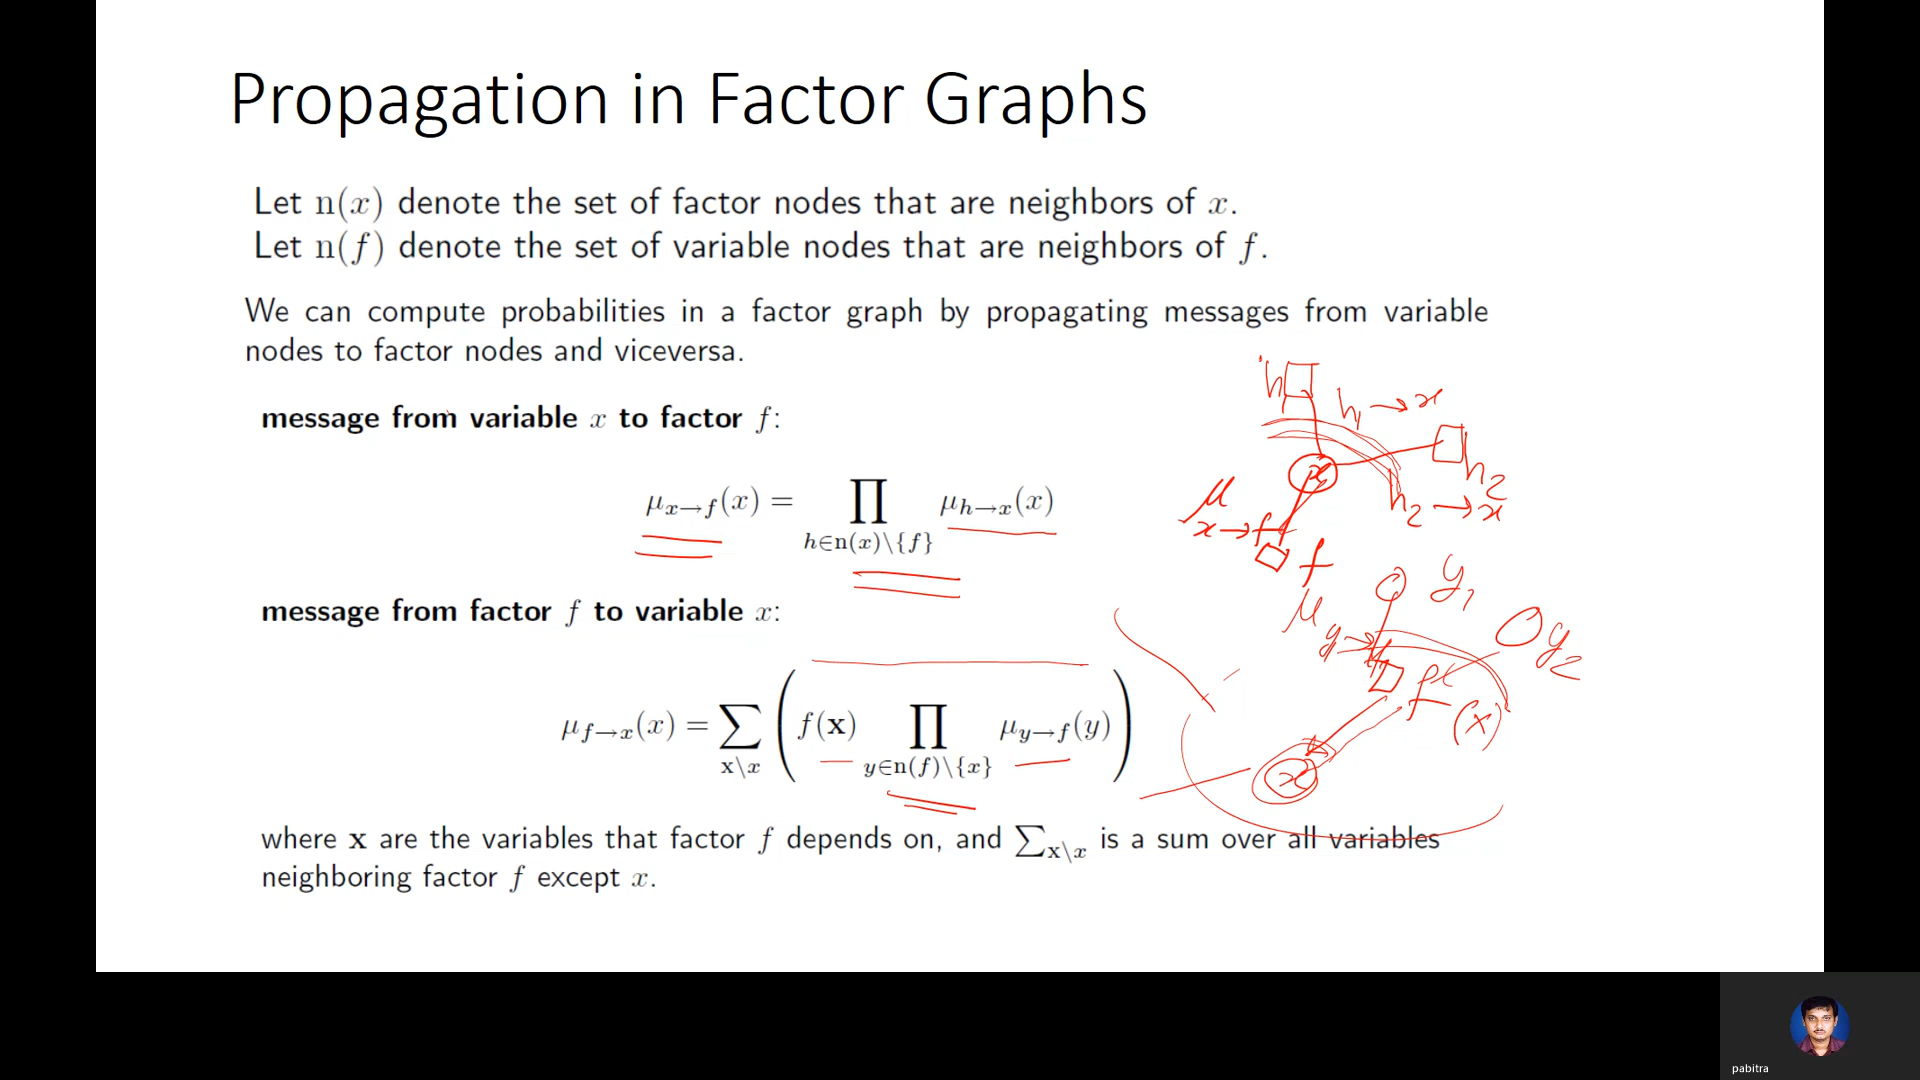 Propagation in Factor Graphs
Let n(x) denote the set of factor nodes that are neighbors of x.
Let n(f) denote the set of variable nodes that are neighbors of f.
We can compute probabilities in a factor graph by propagating messages from variable
nodes to factor nodes and viceversa.
message from variable x to factor f:
μx→f(x) = ∏ μh→x(x)
h∈n(x)\{f}
message from factor f to variable x:
μf→x(x) = ∑ ( f(𝐱) ∏ μy→f(y) )
𝐱\x y∈n(f)\{x}
where 𝐱 are the variables that factor f depends on, and ∑𝐱\x is a sum over all variables
neighboring factor f except x.
h1
h1→x
x
h2
h2→x
μ x→f
f
y1
μ y→f
y2
f(x)
x
pabitra